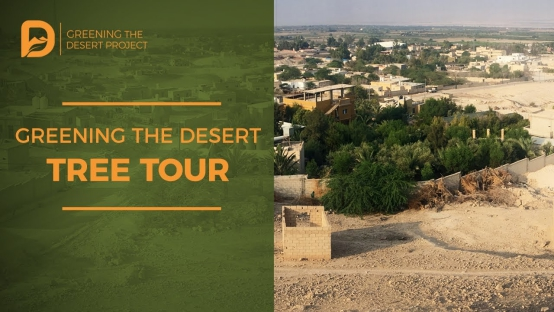 GREENING THE
DESERT PROJECT
GREENING THE DESERT
TREE TOUR